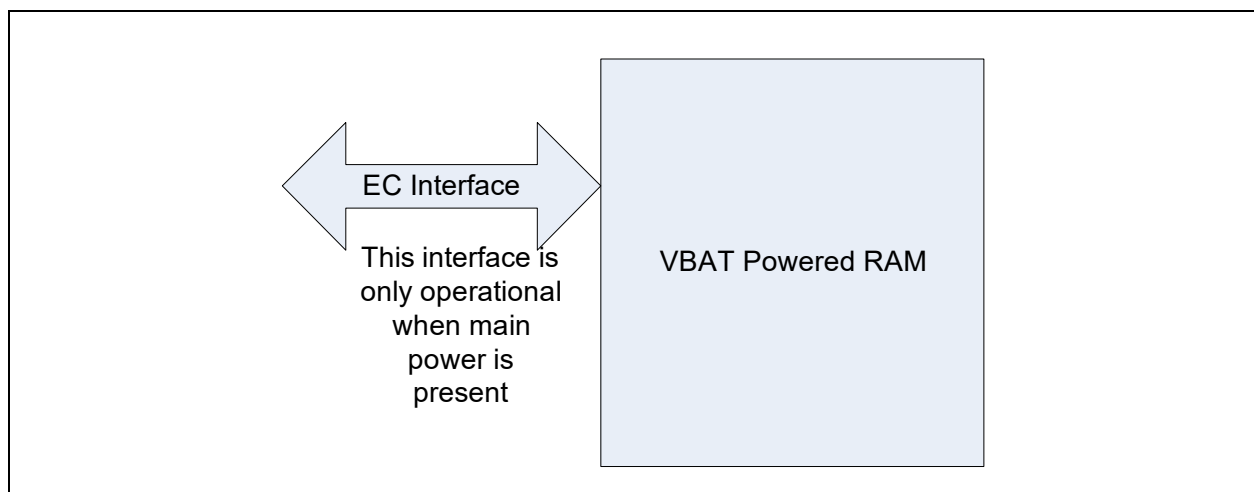 EC Interface
This interface is
only operational
when main
power is
present
VBAT Powered RAM